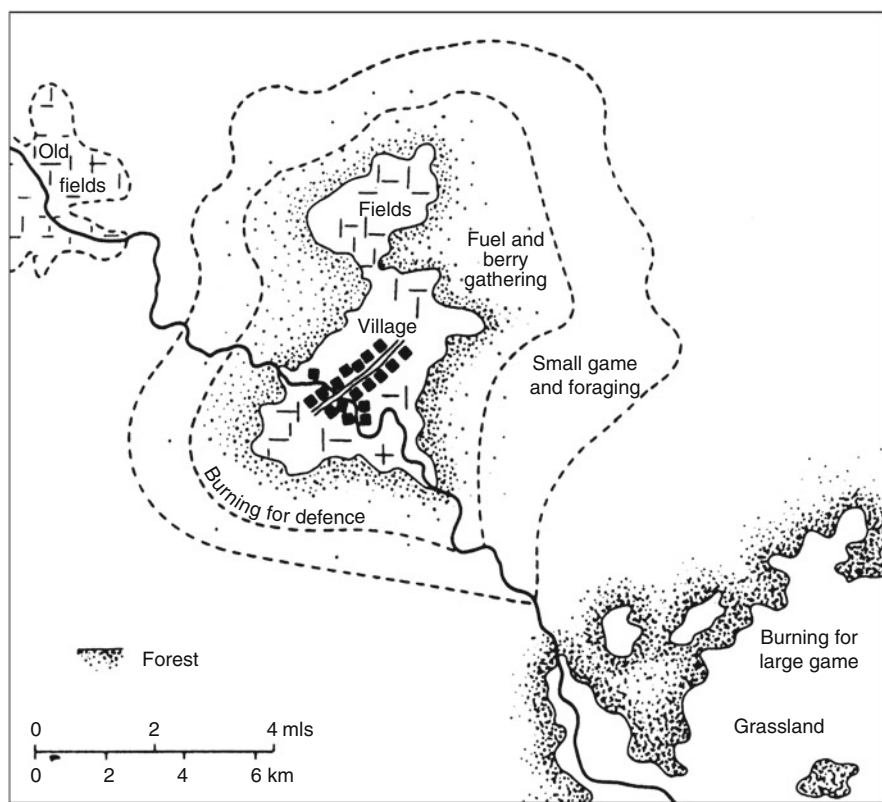 Old
fields
Fields
Fuel and
berry
gathering
Village
Small game
and foraging
Burning for defence
Burning for
large game
Forest
Grassland
0 2 4 mls
0 2 4 6 km